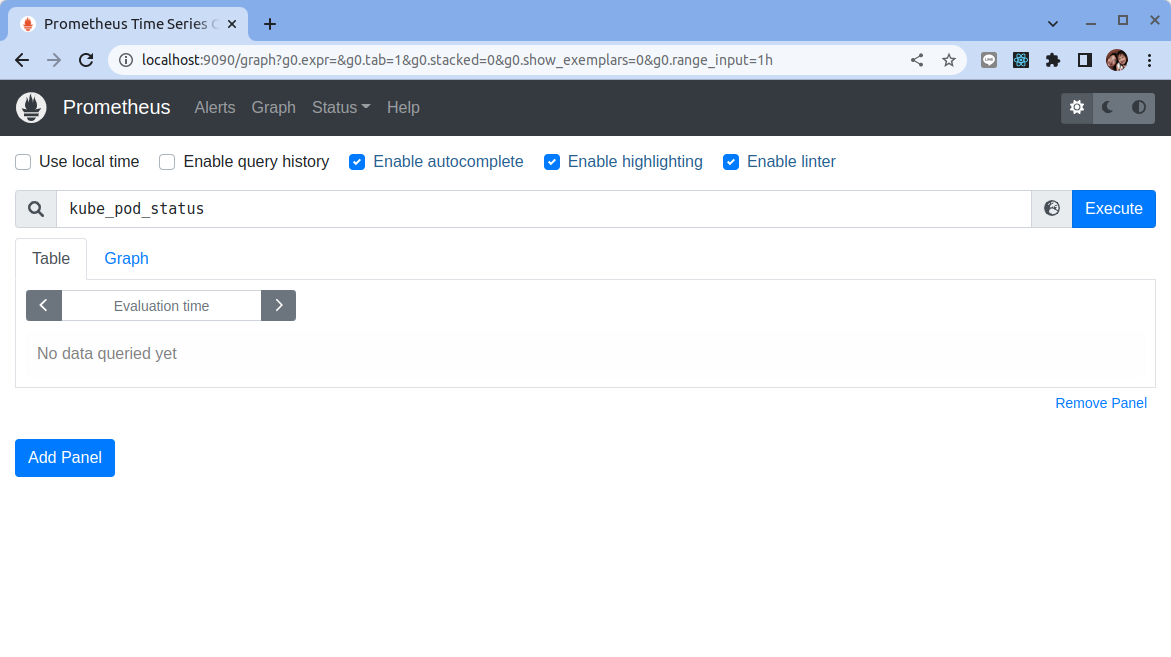 Prometheus Time Series C
localhost:9090/graph?g0.expr=&g0.tab=1&g0.stacked=0&g0.show_exemplars=0&g0.range_input=1h
Prometheus Alerts Graph Status Help
Use local time Enable query history Enable autocomplete Enable highlighting Enable linter
kube_pod_status Execute
Table Graph
Evaluation time
No data queried yet
Remove Panel
Add Panel